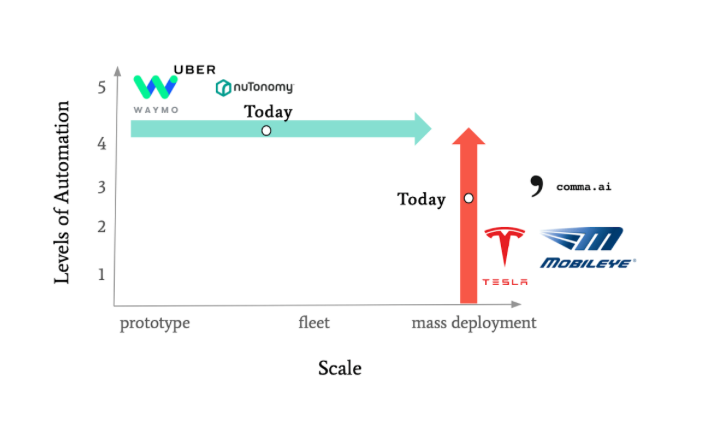 UBER
WAYMO
nuTonomy
Today
Levels of Automation
5
4
3
2
1
Today
comma.ai
TESLA
MOBILEYE®
prototype
fleet
mass deployment
Scale